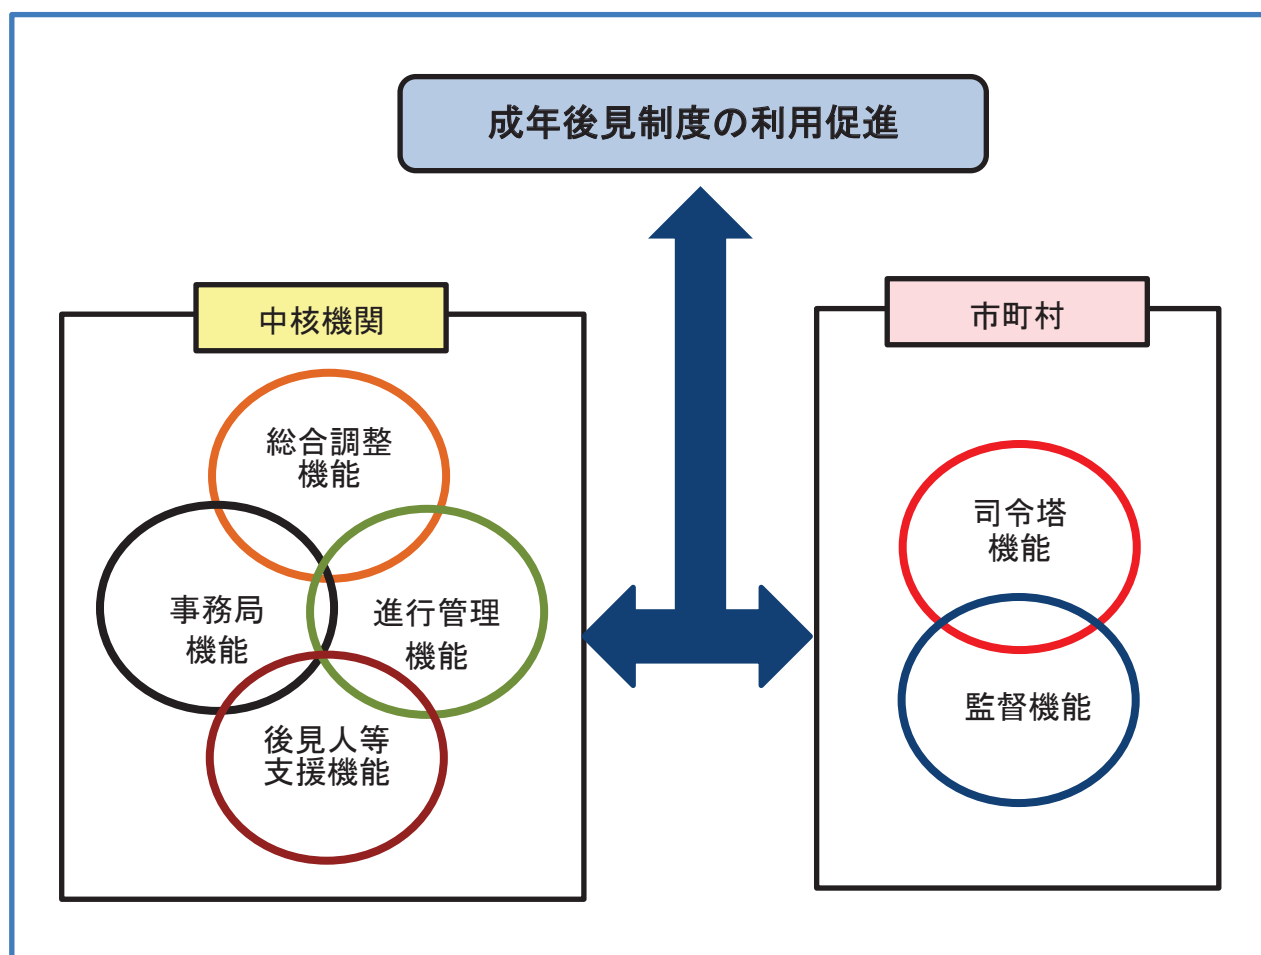 成年後見制度の利用促進
中核機関
総合調整
機能
事務局
機能
進行管理
機能
後見人等
支援機能
市町村
司令塔
機能
監督機能